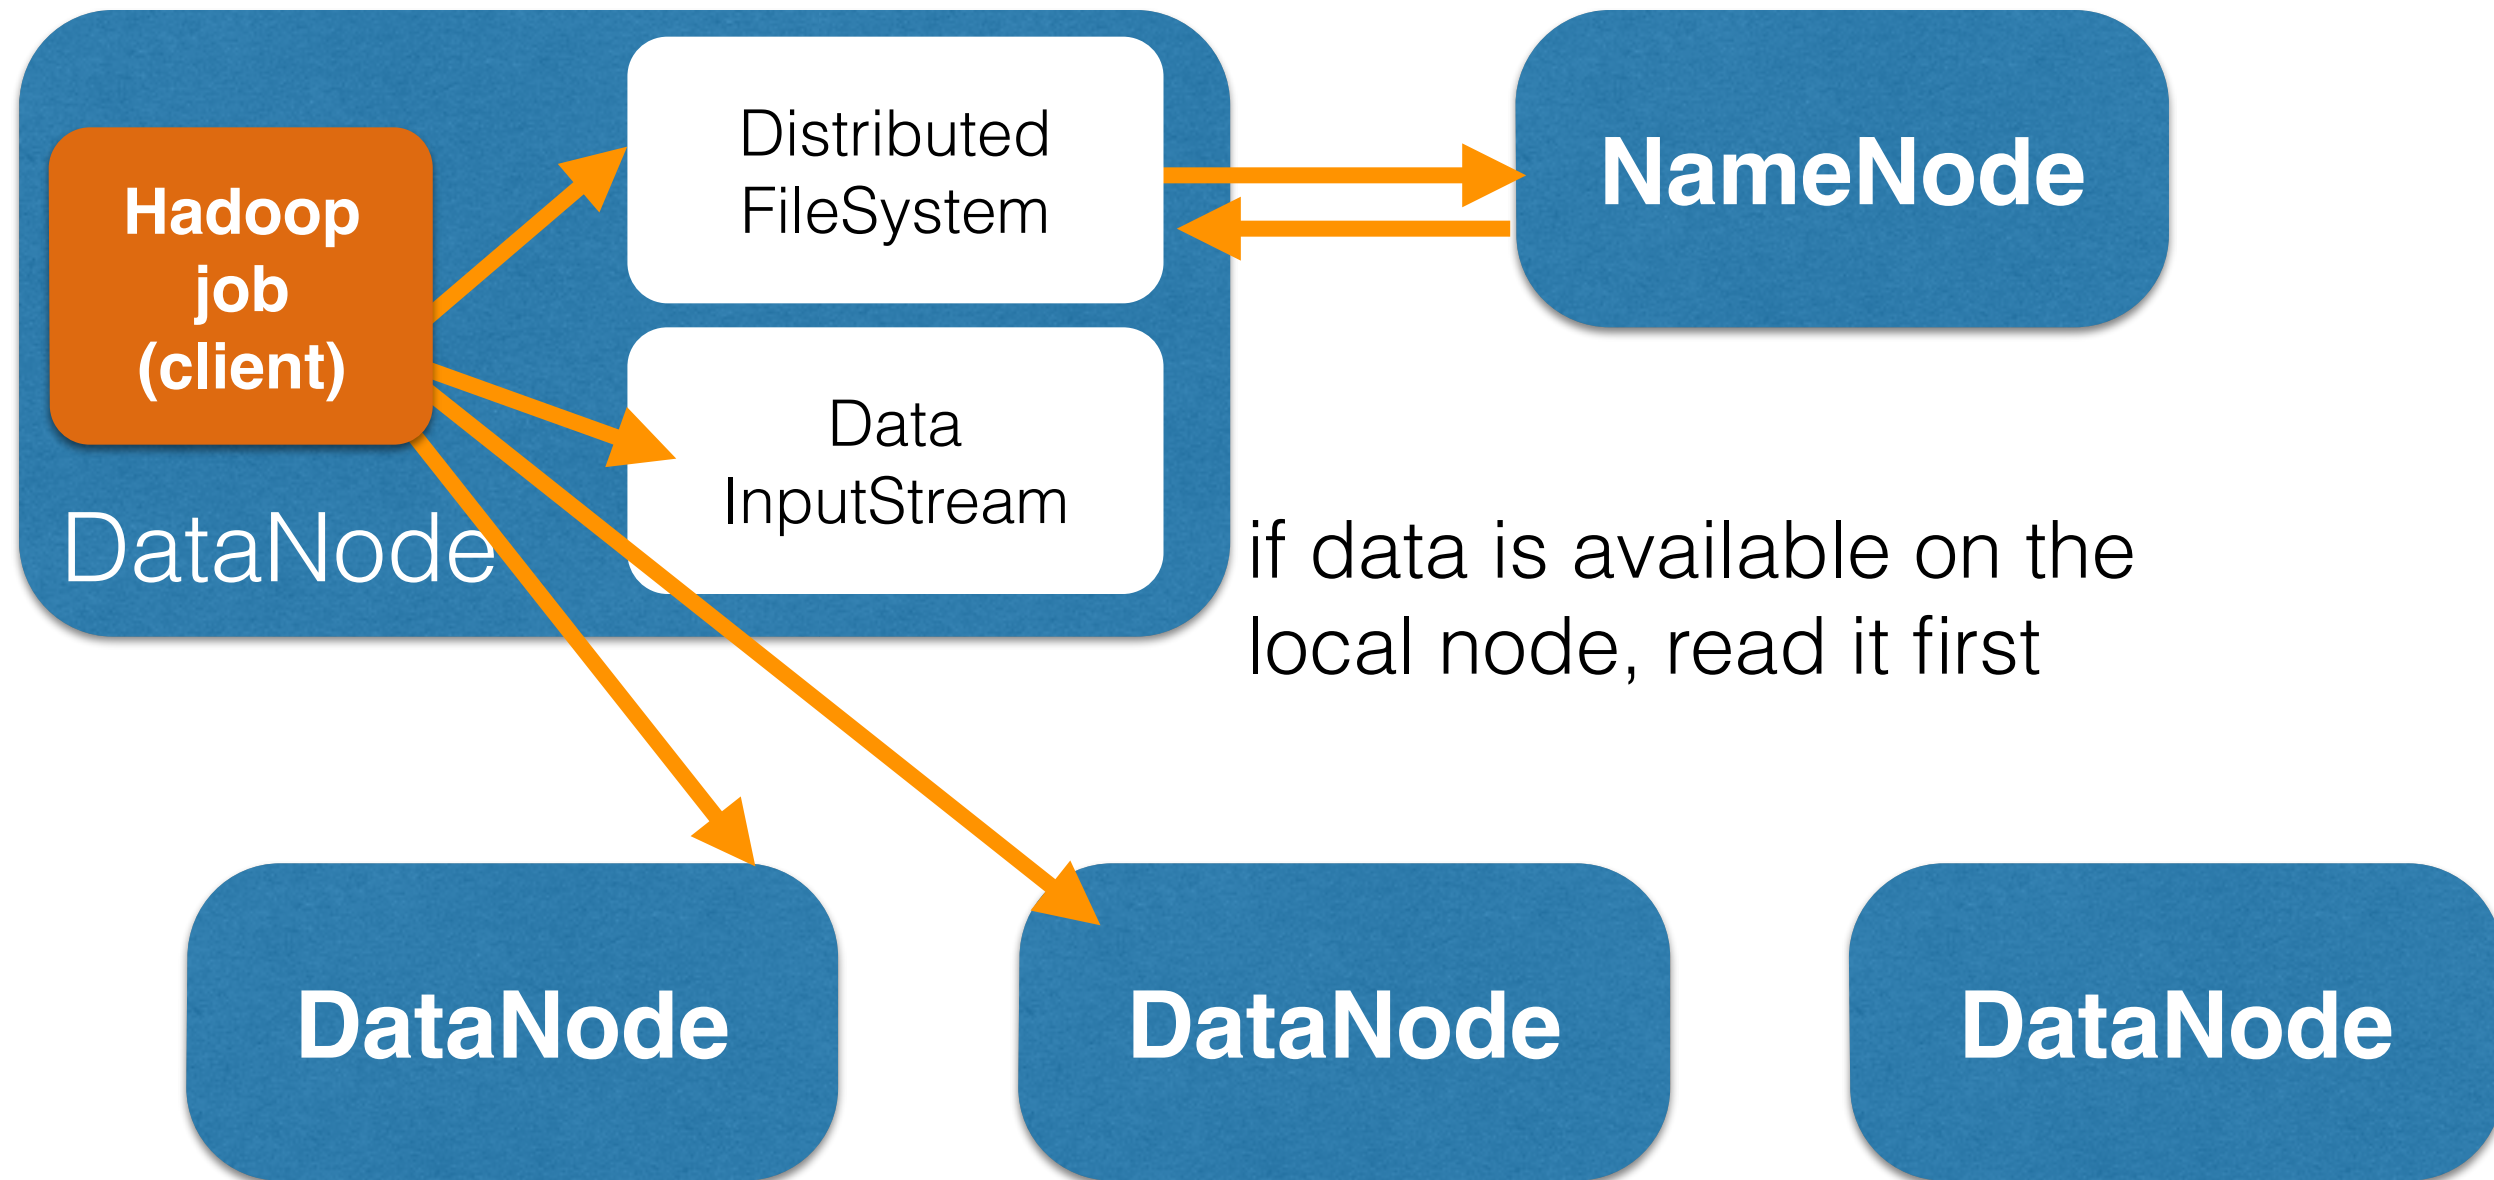 Hadoop
job
(client)
DataNode
Distributed
FileSystem
Data
InputStream
NameNode
if data is available on the
local node, read it first
DataNode
DataNode
DataNode